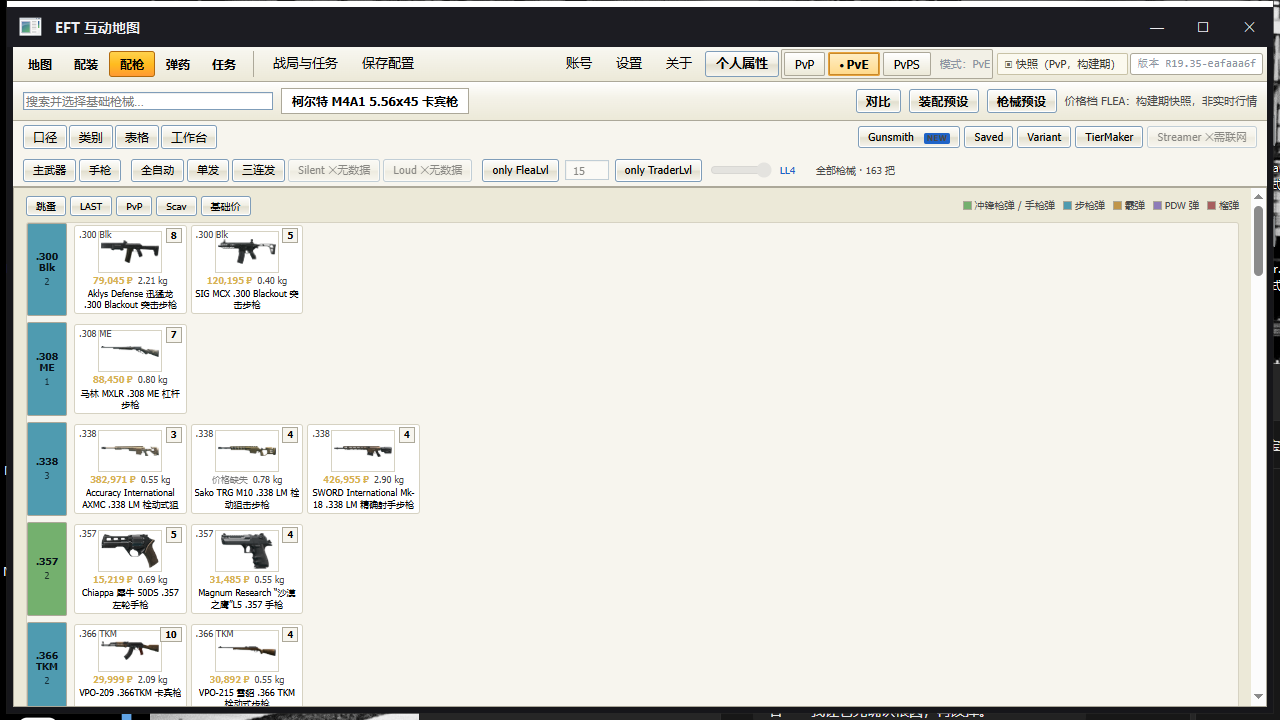 EFT 互动地图
地图 配装 配枪 弹药 任务 战局与任务 保存配置 账号 设置 关于 个人属性 PvP • PvE PvPS 模式: PvE 快照 (PvP, 构建期) 版本 R19.35-eafaaa6f
搜索并选择基础枪械... 柯尔特 M4A1 5.56x45 卡宾枪 对比 装配预设 枪械预设 价格档 FLEA: 构建期快照, 非实时行情
口径 类别 表格 工作台 Gunsmith NEW Saved Variant TierMaker Streamer ×需联网
主武器 手枪 全自动 单发 三连发 Silent ×无数据 Loud ×无数据 only FleaLvl 15 only TraderLvl LL4 全部枪械 · 163 把
跳蚤 LAST PvP Scav 基础价 冲锋枪弹 / 手枪弹 步枪弹 霰弹 PDW 弹 榴弹
.300 Blk
2
.300 Blk 8
79,045 ₽ 2.21 kg
Aklys Defense 迅猛龙
.300 Blackout 突击步枪
.300 Blk 5
120,195 ₽ 0.40 kg
SIG MCX .300 Blackout 突
击步枪
.308 ME
1
.308 ME 7
88,450 ₽ 0.80 kg
马林 MXLR .308 ME 杠杆
步枪
.338
3
.338 3
382,971 ₽ 0.55 kg
Accuracy International
AXMC .338 LM 栓动式狙
.338 4
价格缺失 0.78 kg
Sako TRG M10 .338 LM 栓
动狙击步枪
.338 4
426,955 ₽ 2.90 kg
SWORD International Mk-
18 .338 LM 精确射手步枪
.357
2
.357 5
15,219 ₽ 0.69 kg
Chiappa 犀牛 50DS .357
左轮手枪
.357 4
31,485 ₽ 0.55 kg
Magnum Research "沙漠
之鹰"L5 .357 手枪
.366 TKM
2
.366 TKM 10
29,999 ₽ 2.09 kg
VPO-209 .366TKM 卡宾枪
.366 TKM 4
30,892 ₽ 0.55 kg
VPO-215 雪貂 .366 TKM
栓动式步枪